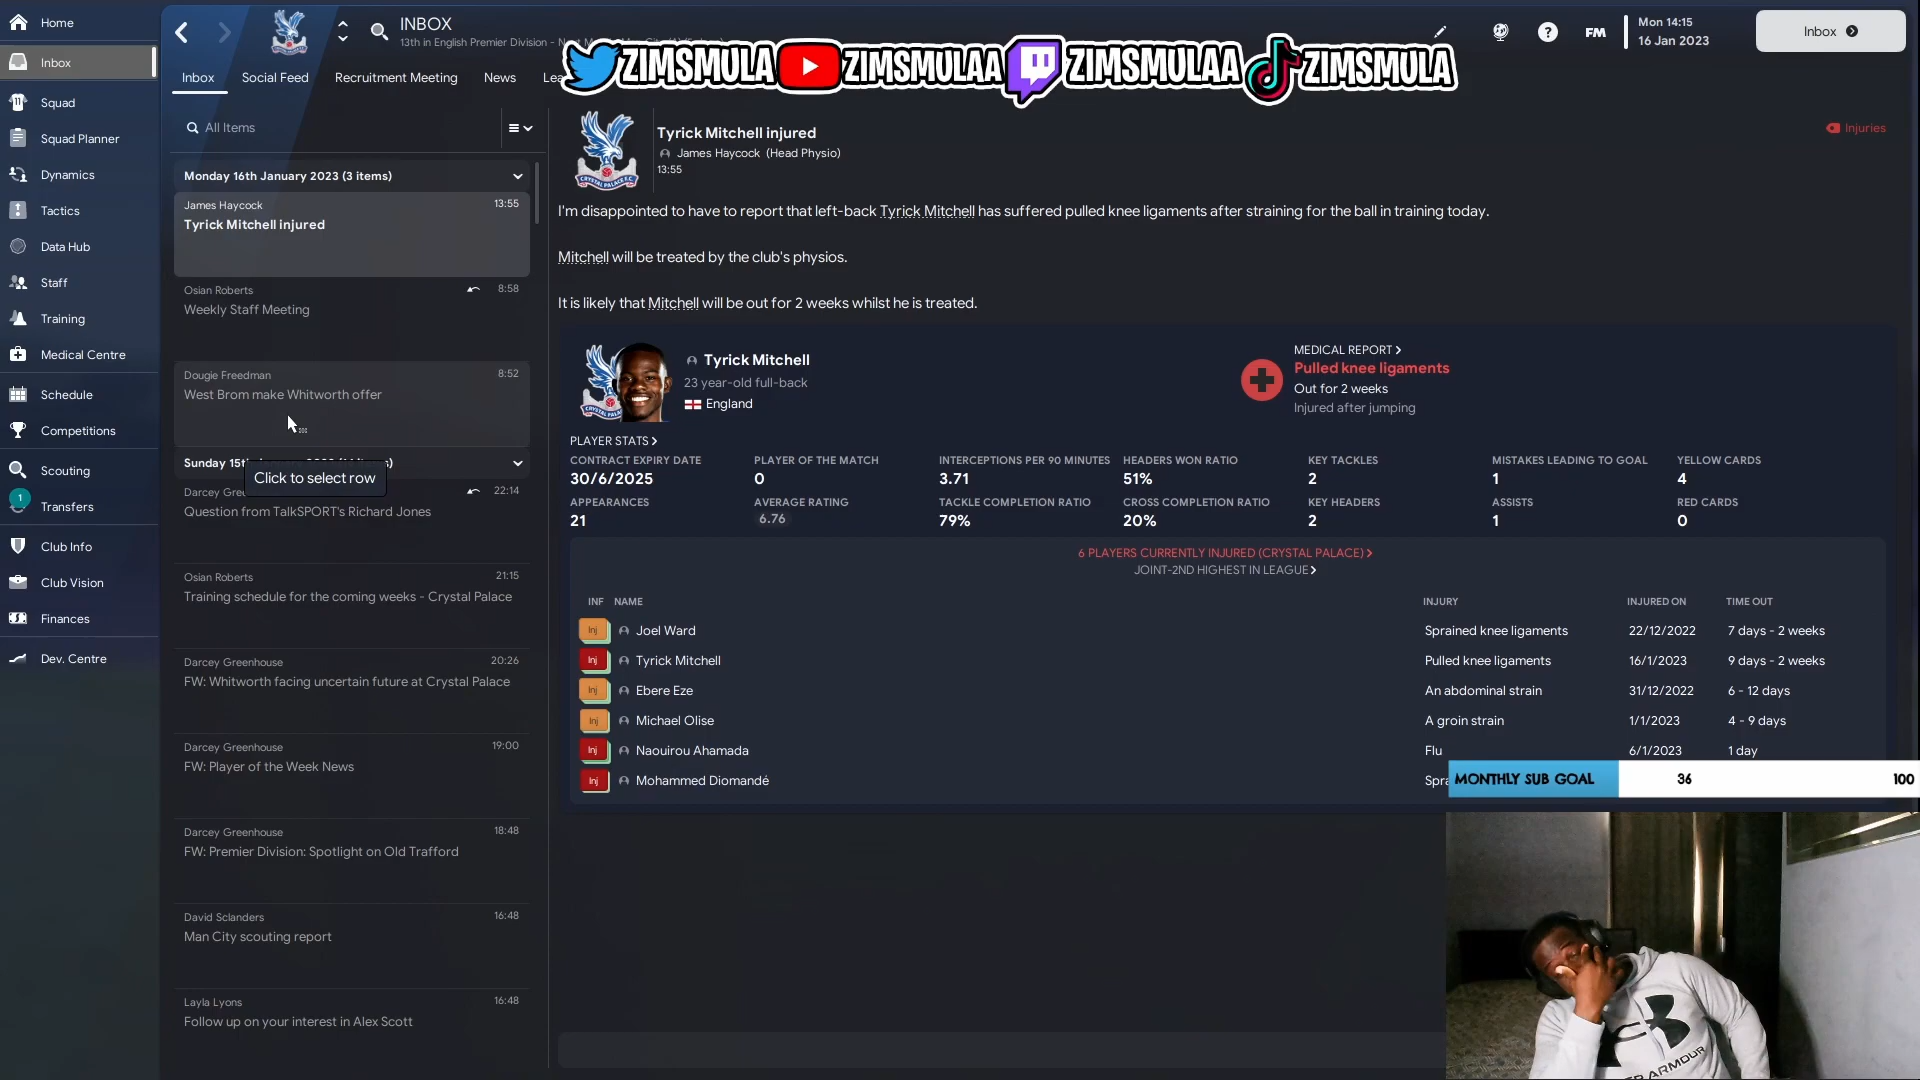 Home
Inbox
Squad
Squad Planner
Dynamics
Tactics
Data Hub
Staff
Training
Medical Centre
Schedule
Competitions
Scouting
1
Transfers
Club Info
Club Vision
Finances
Dev. Centre
INBOX
13th in English Premier Division -
Mon 14:15
16 Jan 2023
FM
Inbox
ZIMSMULA
ZIMSMULAA
ZIMSMULAA
ZIMSMULA
Inbox
Social Feed
Recruitment Meeting
News
All Items
Monday 16th January 2023 (3 items)
James Haycock
13:55
Tyrick Mitchell injured
Osian Roberts
8:58
Weekly Staff Meeting
Dougie Freedman
8:52
West Brom make Whitworth offer
Sunday 15th
Click to select row
Darcey Gree
22:14
Question from TalkSPORT's Richard Jones
Osian Roberts
21:15
Training schedule for the coming weeks - Crystal Palace
Darcey Greenhouse
20:26
FW: Whitworth facing uncertain future at Crystal Palace
Darcey Greenhouse
19:00
FW: Player of the Week News
Darcey Greenhouse
18:48
FW: Premier Division: Spotlight on Old Trafford
David Sclanders
16:48
Man City scouting report
Layla Lyons
16:48
Follow up on your interest in Alex Scott
CRYSTAL PALACE F.C.
Tyrick Mitchell injured
James Haycock (Head Physio)
13:55
Injuries
I'm disappointed to have to report that left-back Tyrick Mitchell has suffered pulled knee ligaments after straining for the ball in training today.
Mitchell will be treated by the club's physios.
It is likely that Mitchell will be out for 2 weeks whilst he is treated.
Tyrick Mitchell
23 year-old full-back
England
MEDICAL REPORT
Pulled knee ligaments
Out for 2 weeks
Injured after jumping
PLAYER STATS
CONTRACT EXPIRY DATE PLAYER OF THE MATCH INTERCEPTIONS PER 90 MINUTES HEADERS WON RATIO KEY TACKLES MISTAKES LEADING TO GOAL YELLOW CARDS
30/6/2025 0 3.71 51% 2 1 4
APPEARANCES AVERAGE RATING TACKLE COMPLETION RATIO CROSS COMPLETION RATIO KEY HEADERS ASSISTS RED CARDS
21 6.76 79% 20% 2 1 0
6 PLAYERS CURRENTLY INJURED (CRYSTAL PALACE)
JOINT-2ND HIGHEST IN LEAGUE
INF NAME INJURY INJURED ON TIME OUT
Inj Joel Ward Sprained knee ligaments 22/12/2022 7 days - 2 weeks
Inj Tyrick Mitchell Pulled knee ligaments 16/1/2023 9 days - 2 weeks
Inj Ebere Eze An abdominal strain 31/12/2022 6 - 12 days
Inj Michael Olise A groin strain 1/1/2023 4 - 9 days
Inj Naouirou Ahamada Flu 6/1/2023 1 day
Inj Mohammed Diomandé Spra
MONTHLY SUB GOAL 36 100
ARMOUR